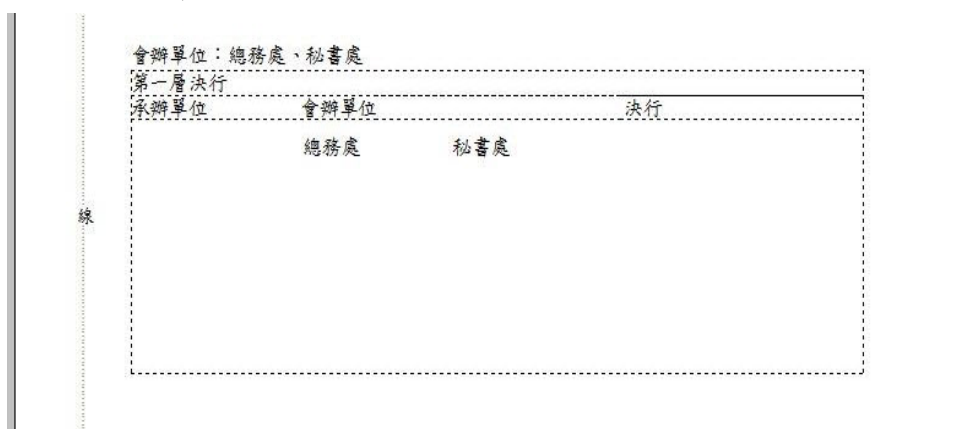 會辦單位：總務處、秘書處
第一層決行
承辦單位 會辦單位 決行
總務處 秘書處
線